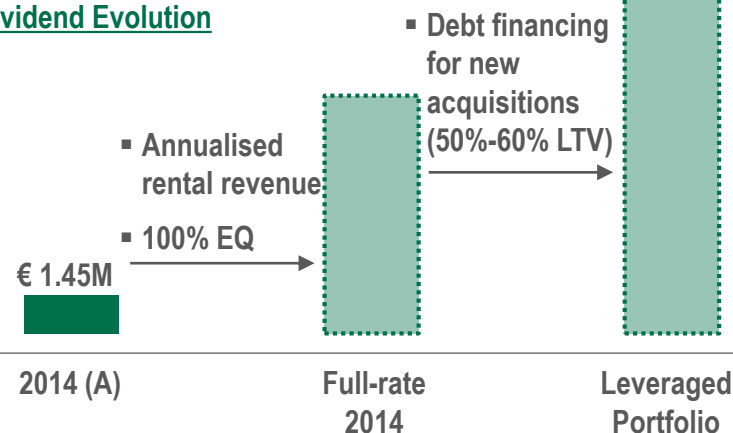 vidend Evolution
▪ Debt financing
for new
acquisitions
(50%-60% LTV)
▪ Annualised
rental revenue
▪ 100% EQ
€ 1.45M
2014 (A)
Full-rate
2014
Leveraged
Portfolio